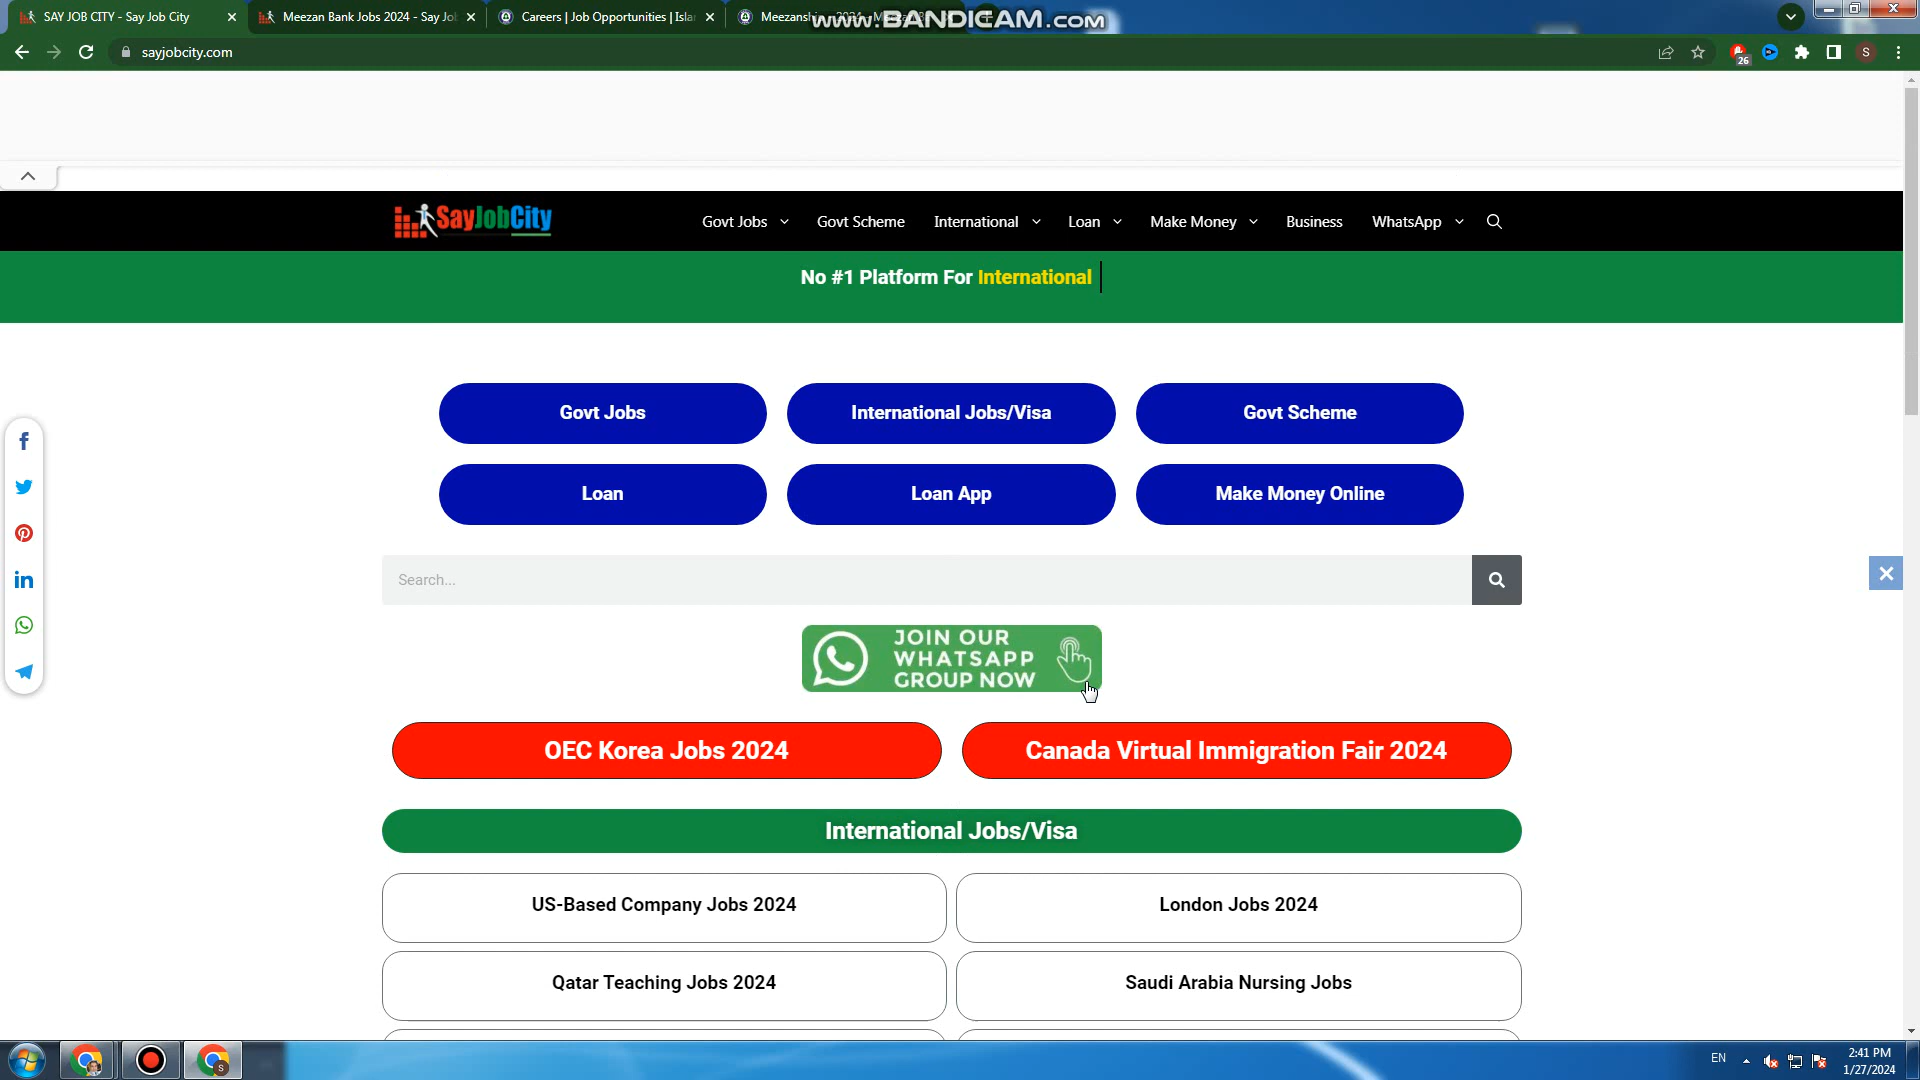 SAY JOB CITY - Say Job City
Meezan Bank Jobs 2024 - Say Jo
Careers | Job Opportunities | Isla
www.BANDICAM.com
sayjobcity.com
26
S
SayJobCity
Govt Jobs
Govt Scheme
International
Loan
Make Money
Business
WhatsApp
No #1 Platform For International
Govt Jobs
International Jobs/Visa
Govt Scheme
Loan
Loan App
Make Money Online
Search...
JOIN OUR
WHATSAPP
GROUP NOW
OEC Korea Jobs 2024
Canada Virtual Immigration Fair 2024
International Jobs/Visa
US-Based Company Jobs 2024
London Jobs 2024
Qatar Teaching Jobs 2024
Saudi Arabia Nursing Jobs
EN
2:41 PM
1/27/2024